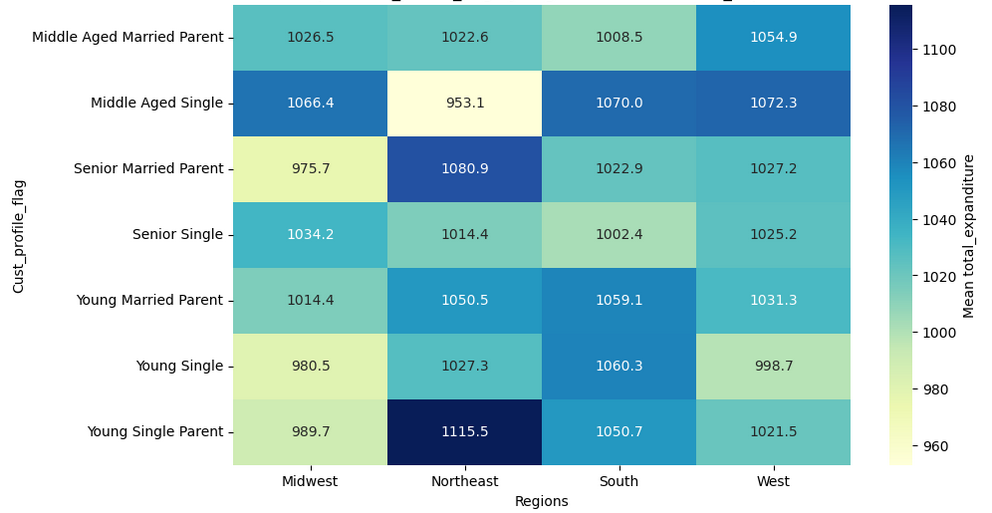 Middle Aged Married Parent 1026.5 1022.6 1008.5 1054.9
Middle Aged Single 1066.4 953.1 1070.0 1072.3
Senior Married Parent 975.7 1080.9 1022.9 1027.2
Senior Single 1034.2 1014.4 1002.4 1025.2
Young Married Parent 1014.4 1050.5 1059.1 1031.3
Young Single 980.5 1027.3 1060.3 998.7
Young Single Parent 989.7 1115.5 1050.7 1021.5
Midwest Northeast South West
Regions
Cust_profile_flag
1100
1080
1060
1040
1020
1000
980
960
Mean total_expenditure